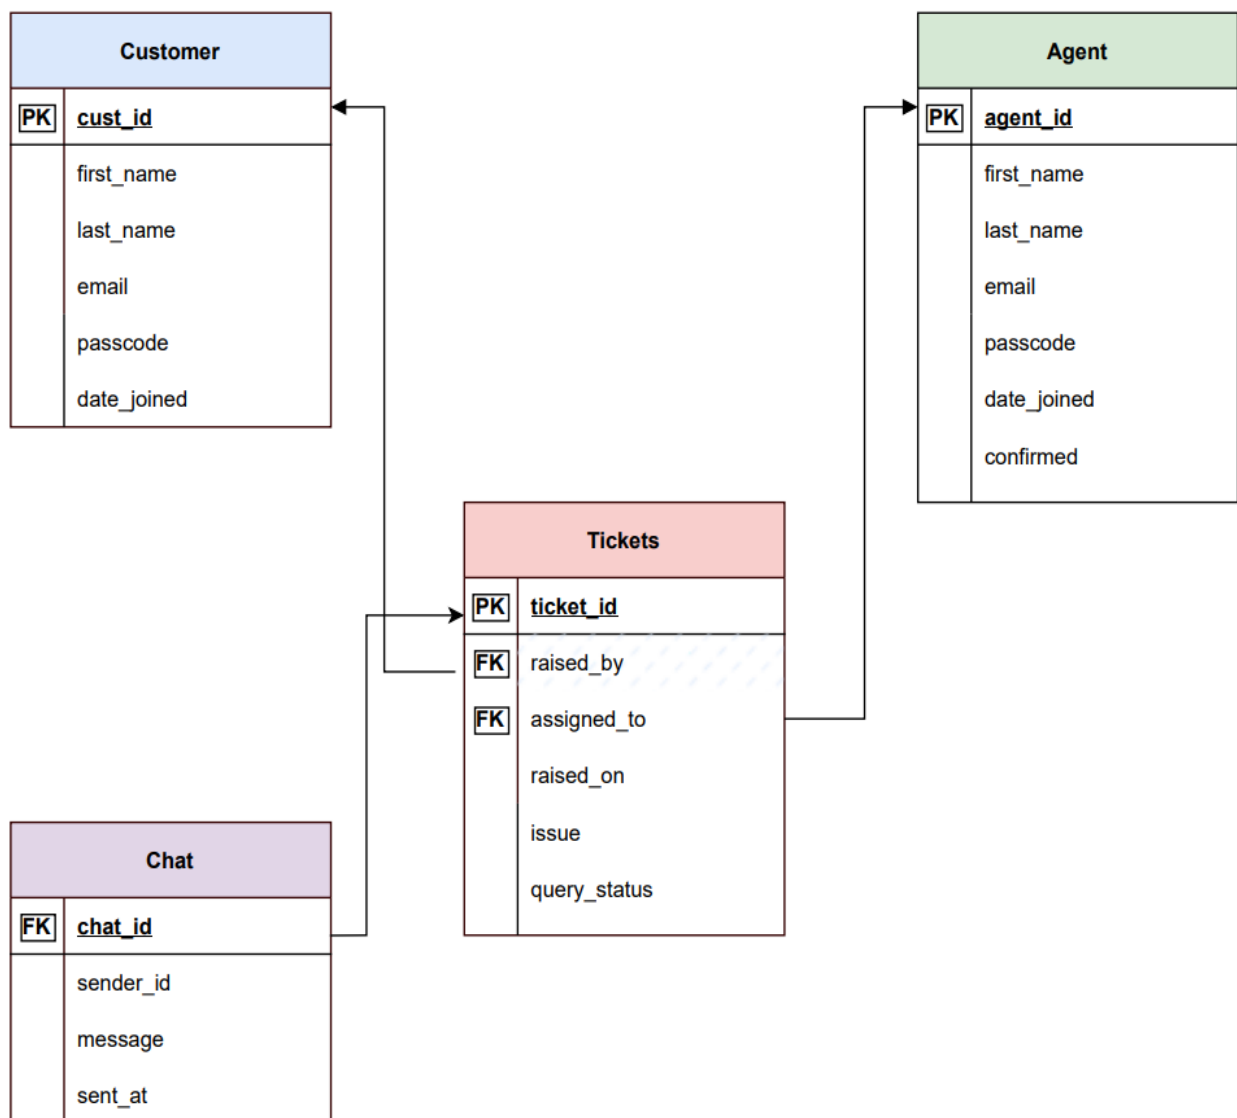 Customer
PK cust_id
first_name
last_name
email
passcode
date_joined
Agent
PK agent_id
first_name
last_name
email
passcode
date_joined
confirmed
Tickets
PK ticket_id
FK raised_by
FK assigned_to
raised_on
issue
query_status
Chat
FK chat_id
sender_id
message
sent_at